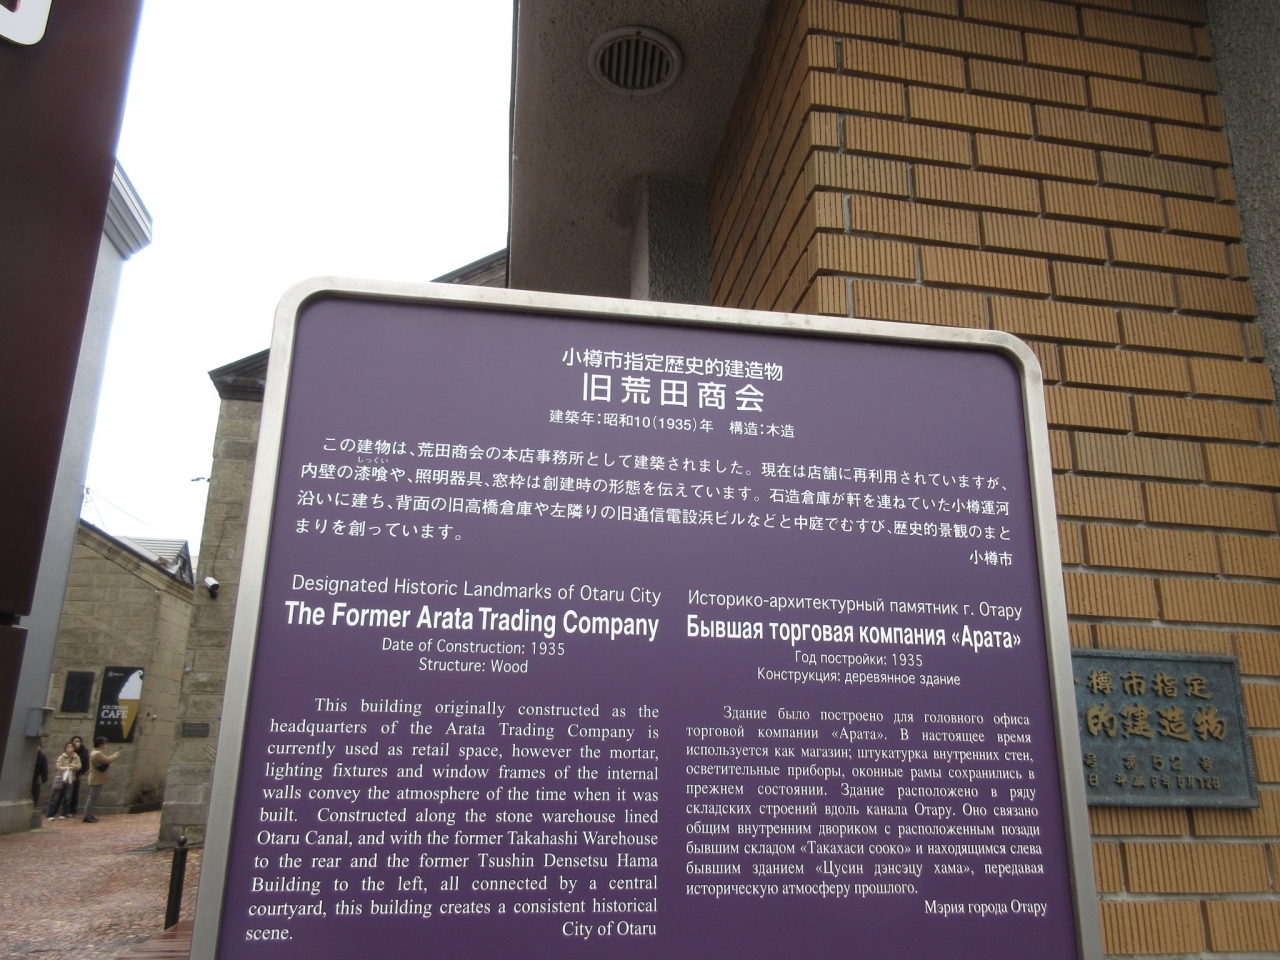 小樽市指定歴史的建造物
旧荒田商会
建築年：昭和10（1935）年　構造：木造
この建物は、荒田商会の本店事務所として建築されました。現在は店舗に再利用されていますが、
しっくい
内壁の漆喰や、照明器具、窓枠は創建時の形態を伝えています。石造倉庫が軒を連ねていた小樽運河
沿いに建ち、背面の旧高橋倉庫や左隣りの旧通信電設浜ビルなどと中庭でむすび、歴史的景観のまと
まりを創っています。
小樽市
Designated Historic Landmarks of Otaru City
The Former Arata Trading Company
Date of Construction: 1935
Structure: Wood
This building originally constructed as the
headquarters of the Arata Trading Company is
currently used as retail space, however the mortar,
lighting fixtures and window frames of the internal
walls convey the atmosphere of the time when it was
built. Constructed along the stone warehouse lined
Otaru Canal, and with the former Takahashi Warehouse
to the rear and the former Tsushin Densetsu Hama
Building to the left, all connected by a central
courtyard, this building creates a consistent historical
scene.
City of Otaru
Историко-архитектурный памятник г. Отару
Бывшая торговая компания «Арата»
Год постройки: 1935
Конструкция: деревянное здание
Здание было построено для головного офиса
торговой компании «Арата». В настоящее время
используется как магазин; штукатурка внутренних стен,
осветительные приборы, оконные рамы сохранились в
прежнем состоянии. Здание расположено в ряду
складских строений вдоль канала Отару. Оно связано
общим внутренним двориком с расположенным позади
бывшим складом «Такахаси сооко» и находящимся слева
бывшим зданием «Цусин дэнсэцу хама», передавая
историческую атмосферу прошлого.
Мэрия города Отару
樽市指定
的建造物
第52号
ICE CREAM
CAFE